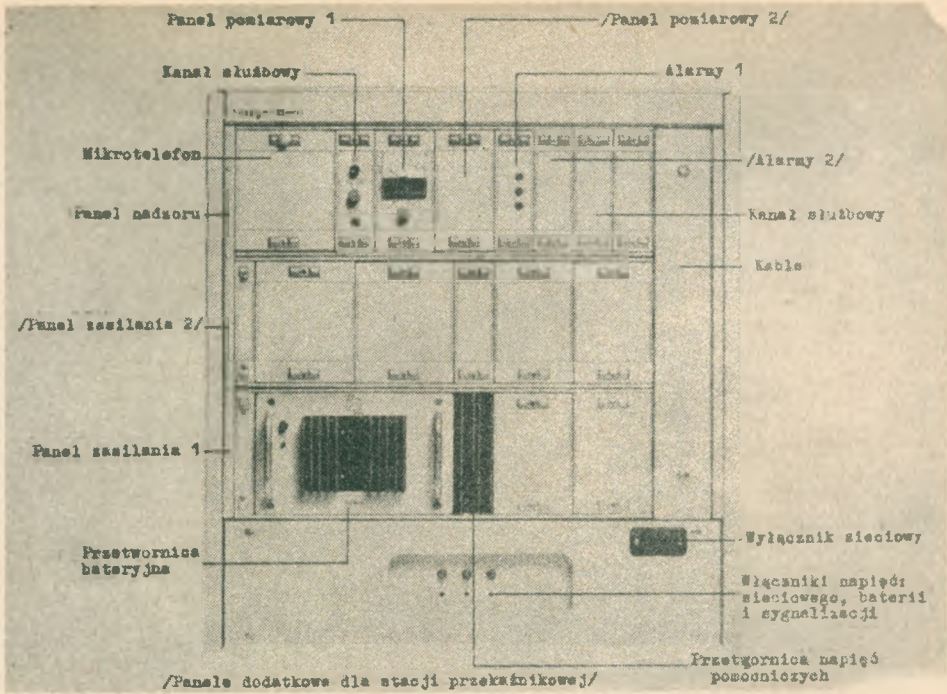 Panel pomiarowy 1
/Panel pomiarowy 2/
Kanał służbowy
Alarmy 1
Mikrotelefon
/Alarmy 2/
Panel nadzoru
Kanał służbowy
Kable
/Panel zasilania 2/
Panel zasilania 1
Wyłącznik sieciowy
Przetwornica
bateryjna
Włączniki napięć:
sieciowego, baterii
i sygnalizacji
Przetwornica napięć
pomocniczych
/Panele dodatkowe dla stacji przekaźnikowej/